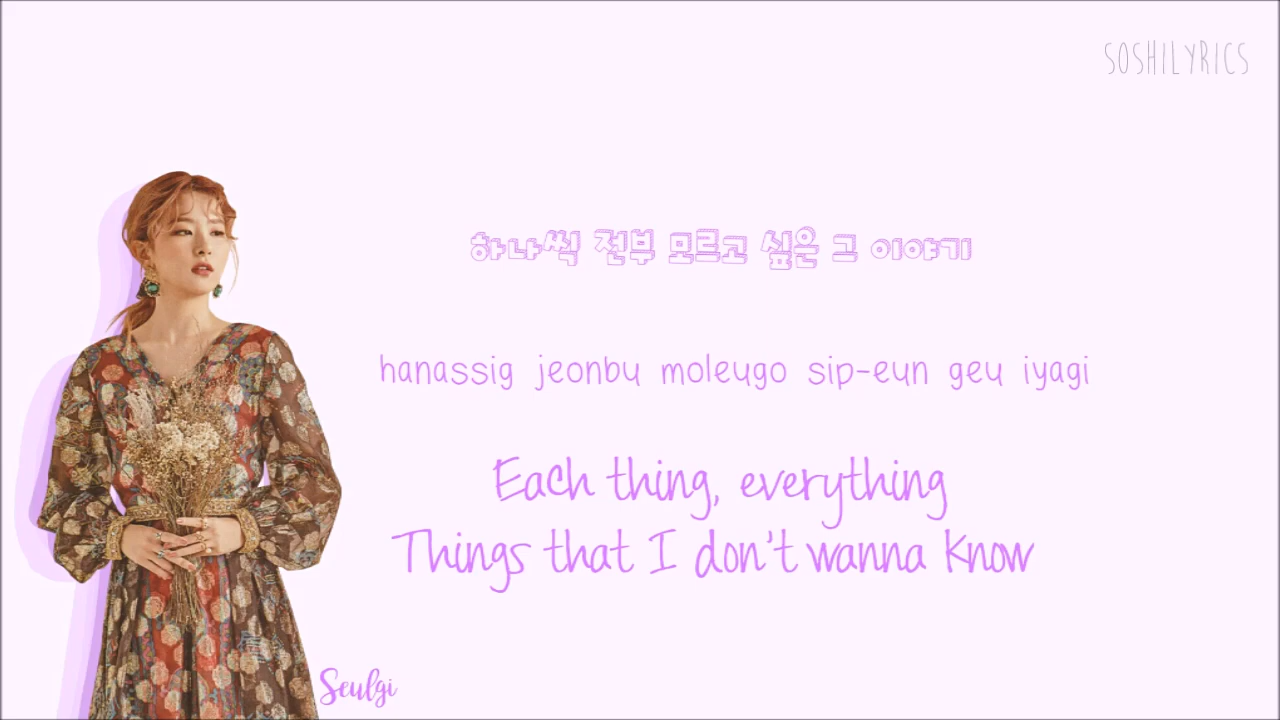 SOSHILYRICS
하나씩 전부 모르고 싶은 그 이야기
hanassig jeonbu moleugo sip-eun geu iyagi
Each thing, everything
Things that I don't wanna know
Seulgi